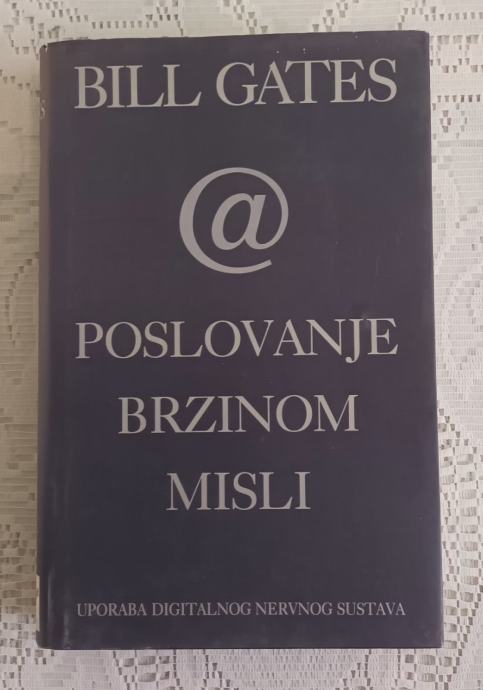 BILL GATES
@
POSLOVANJE
BRZINOM
MISLI
UPORABA DIGITALNOG NERVNOG SUSTAVA